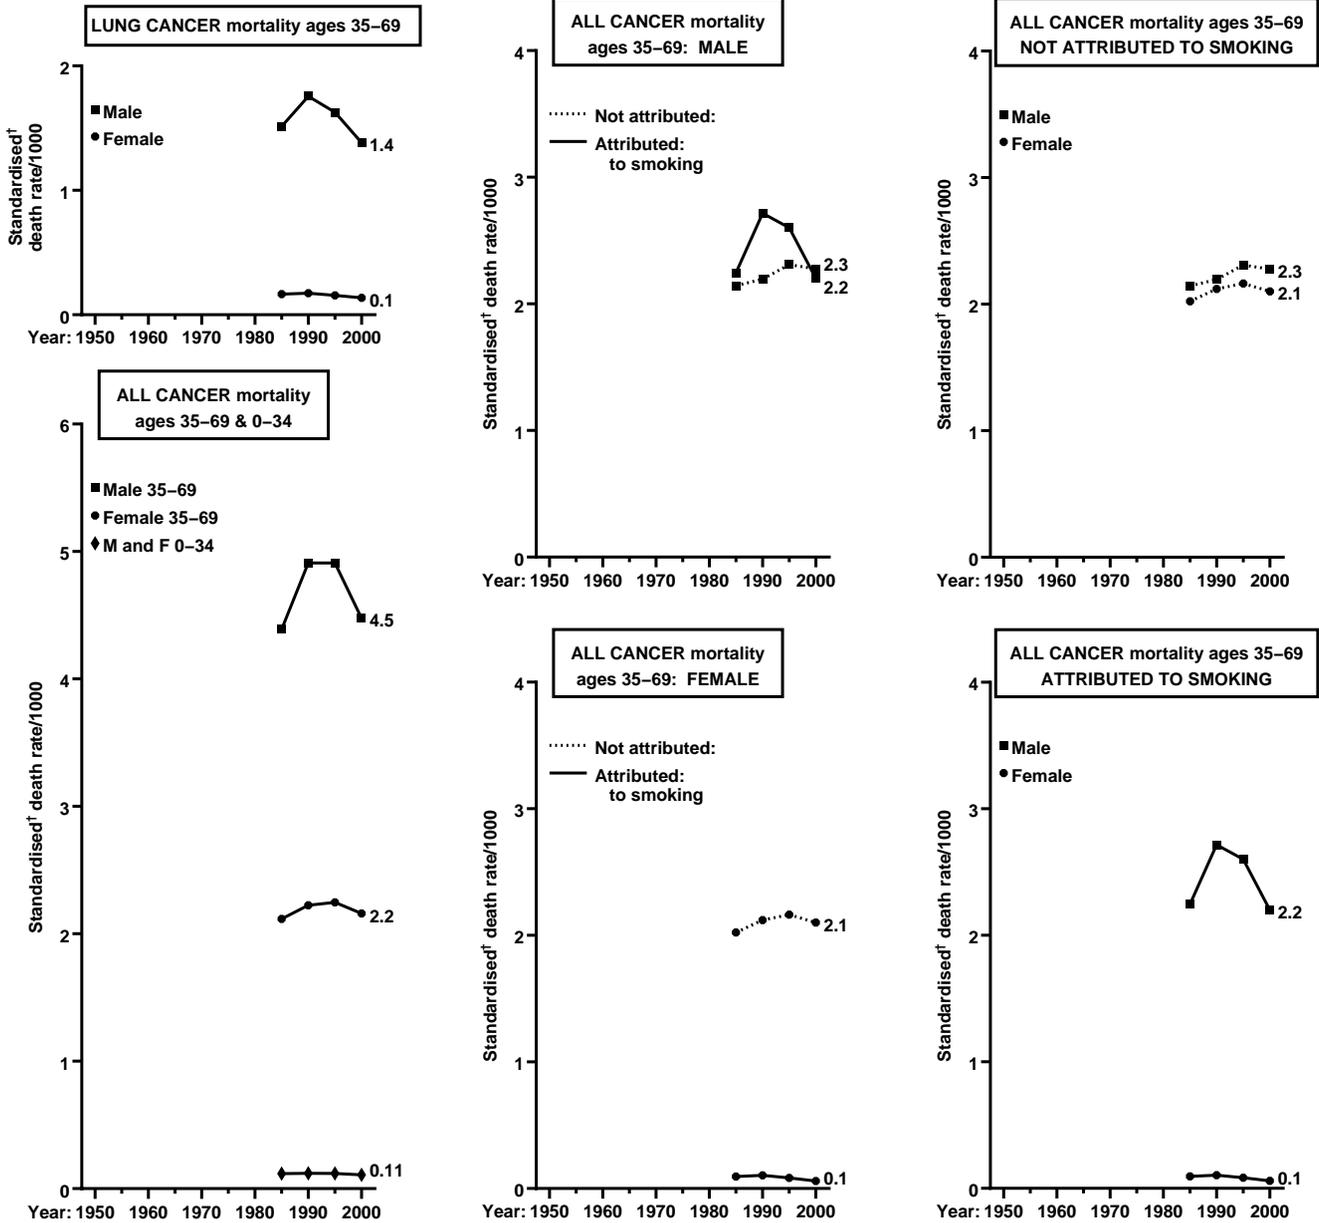 LUNG CANCER mortality ages 35–69
2
1
0
Standardised†
death rate/1000
Male
Female
1.4
0.1
Year: 1950 1960 1970 1980 1990 2000
ALL CANCER mortality
ages 35–69 & 0–34
6
5
4
3
2
1
0
Standardised† death rate/1000
Male 35–69
Female 35–69
M and F 0–34
4.5
2.2
0.11
Year: 1950 1960 1970 1980 1990 2000
ALL CANCER mortality
ages 35–69: MALE
4
3
2
1
0
Standardised† death rate/1000
Not attributed:
Attributed:
to smoking
2.3
2.2
Year: 1950 1960 1970 1980 1990 2000
ALL CANCER mortality
ages 35–69: FEMALE
4
3
2
1
0
Standardised† death rate/1000
Not attributed:
Attributed:
to smoking
2.1
0.1
Year: 1950 1960 1970 1980 1990 2000
ALL CANCER mortality ages 35–69
NOT ATTRIBUTED TO SMOKING
4
3
2
1
0
Standardised† death rate/1000
Male
Female
2.3
2.1
Year: 1950 1960 1970 1980 1990 2000
ALL CANCER mortality ages 35–69
ATTRIBUTED TO SMOKING
4
3
2
1
0
Standardised† death rate/1000
Male
Female
2.2
0.1
Year: 1950 1960 1970 1980 1990 2000